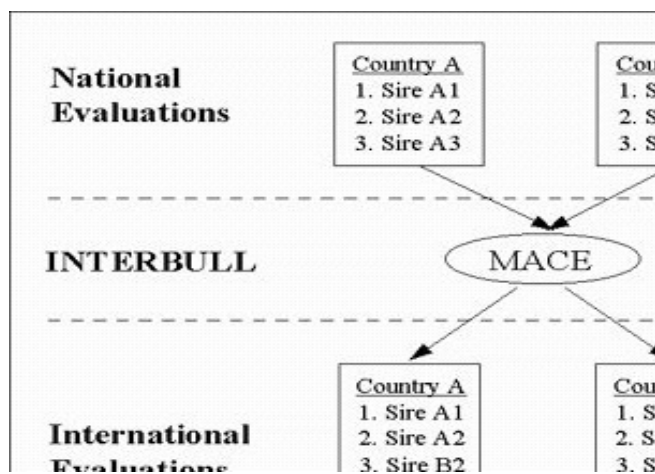 National
Evaluations
Country A
1. Sire A1
2. Sire A2
3. Sire A3
INTERBULL
MACE
International
Evaluations
Country A
1. Sire A1
2. Sire A2
3. Sire B2